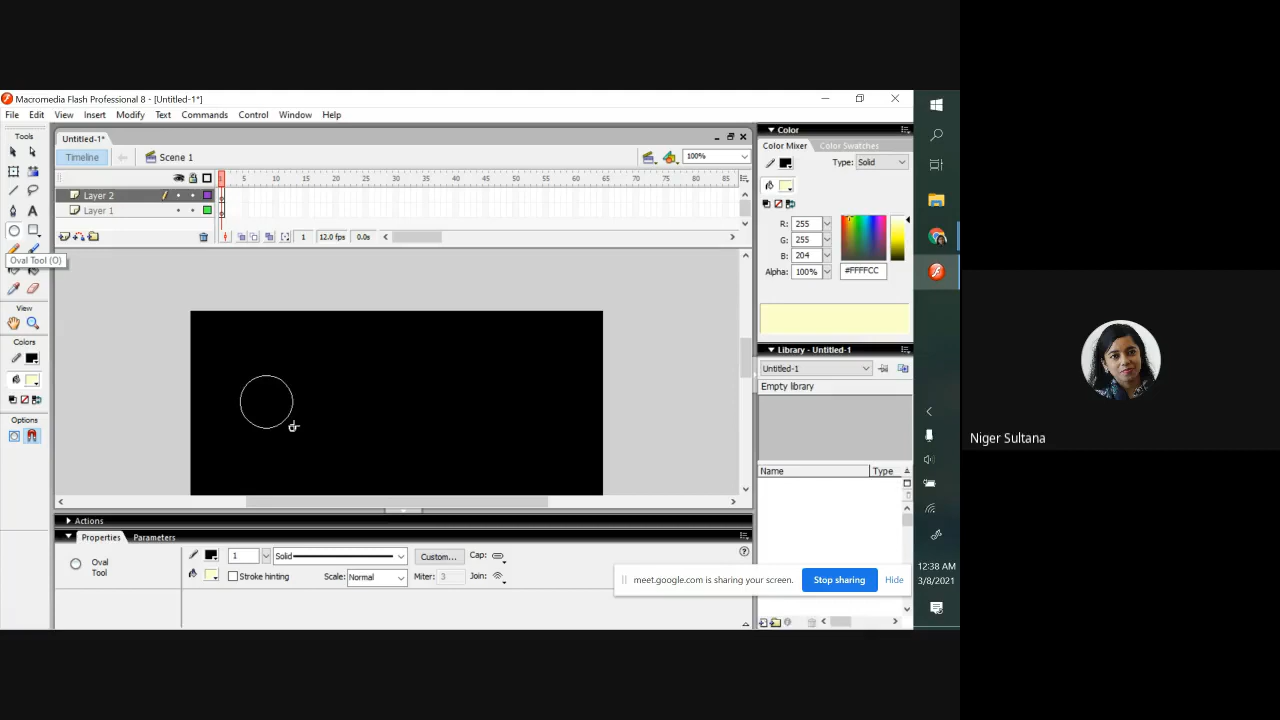 Macromedia Flash Professional 8 - [Untitled-1*]
File Edit View Insert Modify Text Commands Control Window Help
Tools
Untitled-1*
Timeline Scene 1 100%
1 5 10 15 20 25 30 35 40 45 50 55 60 65 70 75 80 85
Layer 2
Layer 1
1 12.0 fps 0.0s
Oval Tool (O)
View
Colors
Options
Color
Color Mixer Color Swatches
Type: Solid
R: 255
G: 255
B: 204
Alpha: 100% #FFFFCC
Library - Untitled-1
Untitled-1
Empty library
Name Type
Actions
Properties Parameters
Oval
Tool
1 Solid Custom... Cap:
Stroke hinting Scale: Normal Miter: 3 Join:
meet.google.com is sharing your screen. Stop sharing Hide
12:38 AM
3/8/2021
Niger Sultana